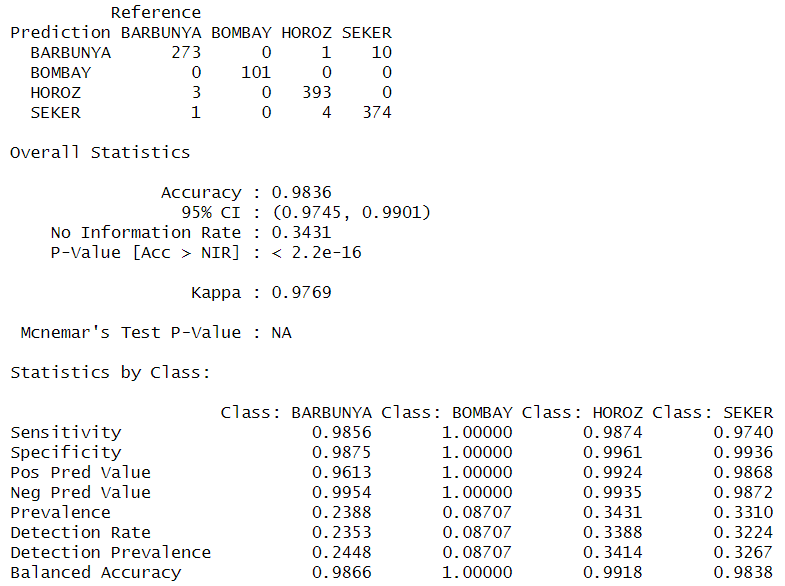 Reference
Prediction BARBUNYA BOMBAY HOROZ SEKER
  BARBUNYA      273      0     1    10
  BOMBAY          0    101     0     0
  HOROZ           3      0   393     0
  SEKER           1      0     4   374
Overall Statistics
               Accuracy : 0.9836
                 95% CI : (0.9745, 0.9901)
    No Information Rate : 0.3431
    P-Value [Acc > NIR] : < 2.2e-16
                  Kappa : 0.9769
 Mcnemar's Test P-Value : NA
Statistics by Class:
                     Class: BARBUNYA Class: BOMBAY Class: HOROZ Class: SEKER
Sensitivity                   0.9856       1.00000       0.9874       0.9740
Specificity                   0.9875       1.00000       0.9961       0.9936
Pos Pred Value                0.9613       1.00000       0.9924       0.9868
Neg Pred Value                0.9954       1.00000       0.9935       0.9872
Prevalence                    0.2388       0.08707       0.3431       0.3310
Detection Rate                0.2353       0.08707       0.3388       0.3224
Detection Prevalence          0.2448       0.08707       0.3414       0.3267
Balanced Accuracy             0.9866       1.00000       0.9918       0.9838